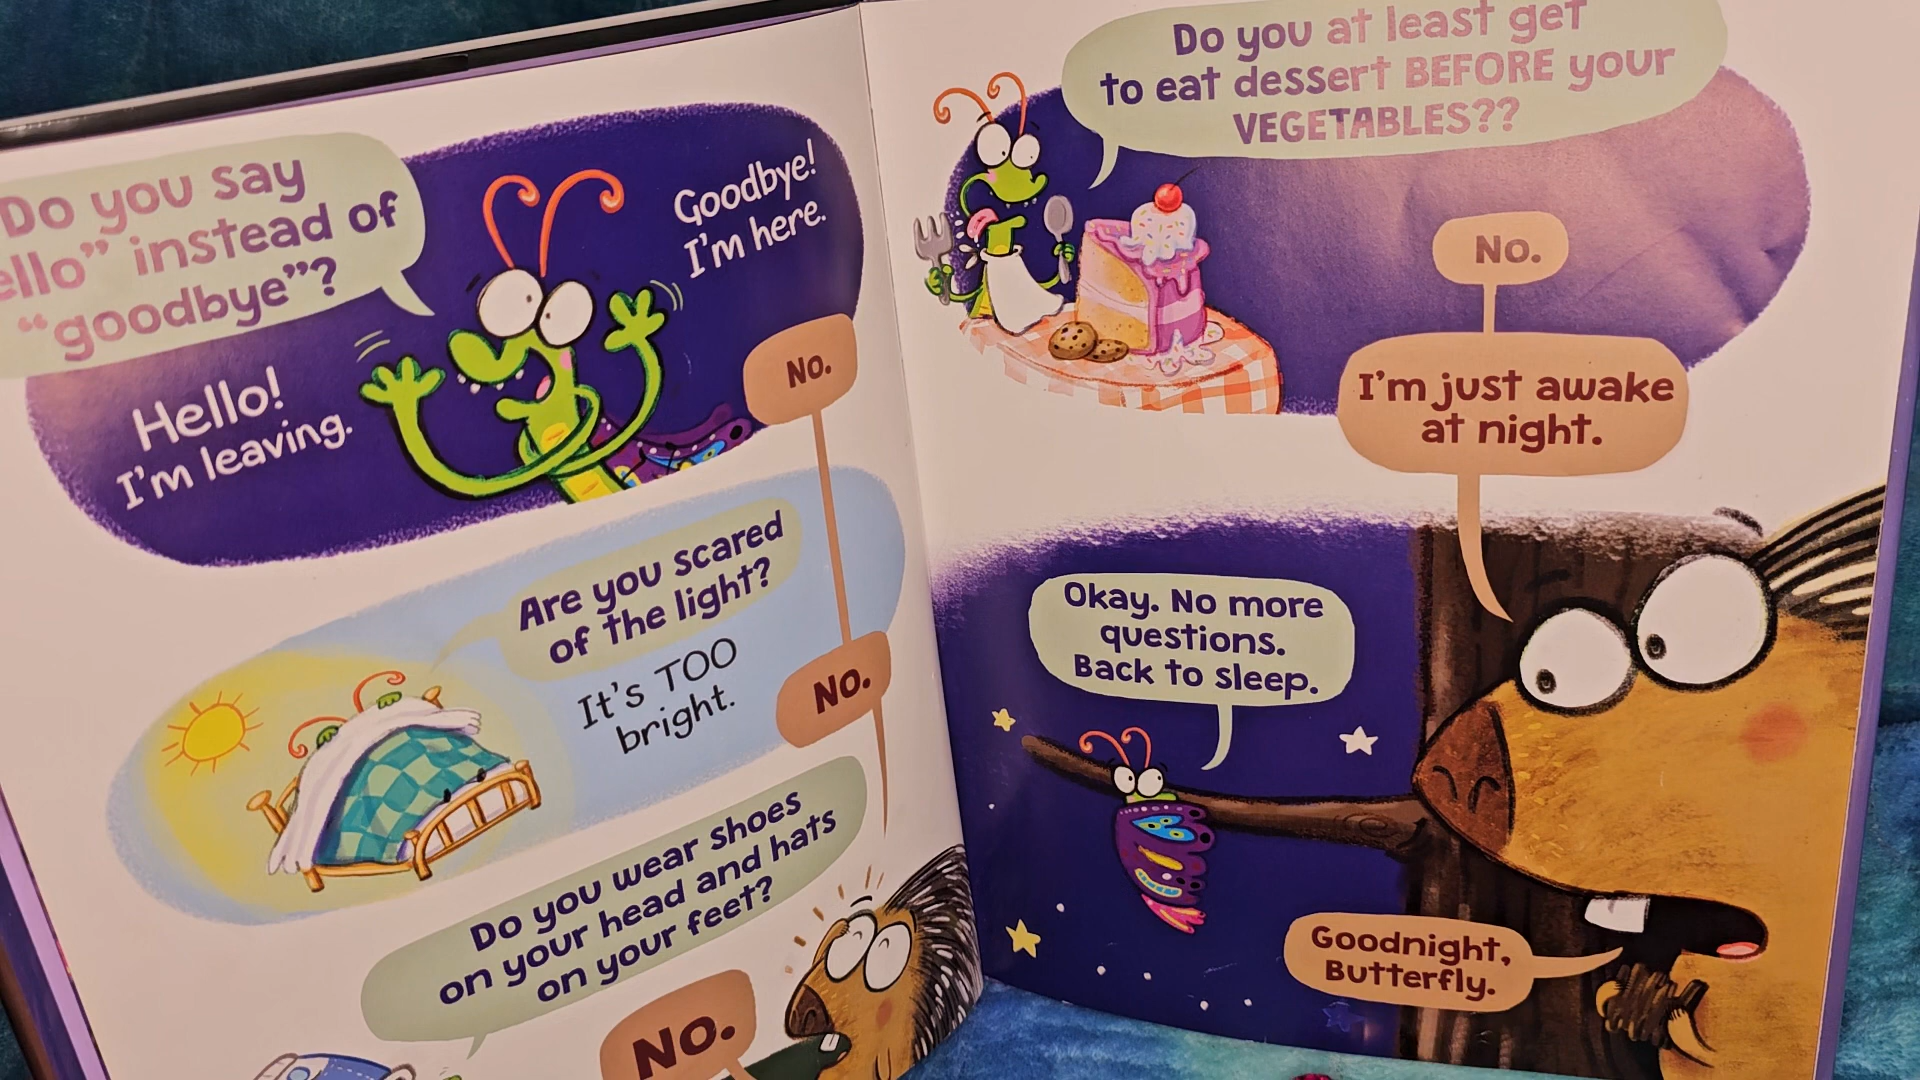 Do you say
ello" instead of
"goodbye"?
Goodbye!
I'm here.
Hello!
I'm leaving.
No.
Are you scared
of the light?
It's TOO
bright.
No.
Do you wear shoes
on your head and hats
on your feet?
No.
Do you at least get
to eat dessert BEFORE your
VEGETABLES??
No.
I'm just awake
at night.
Okay. No more
questions.
Back to sleep.
Goodnight,
Butterfly.